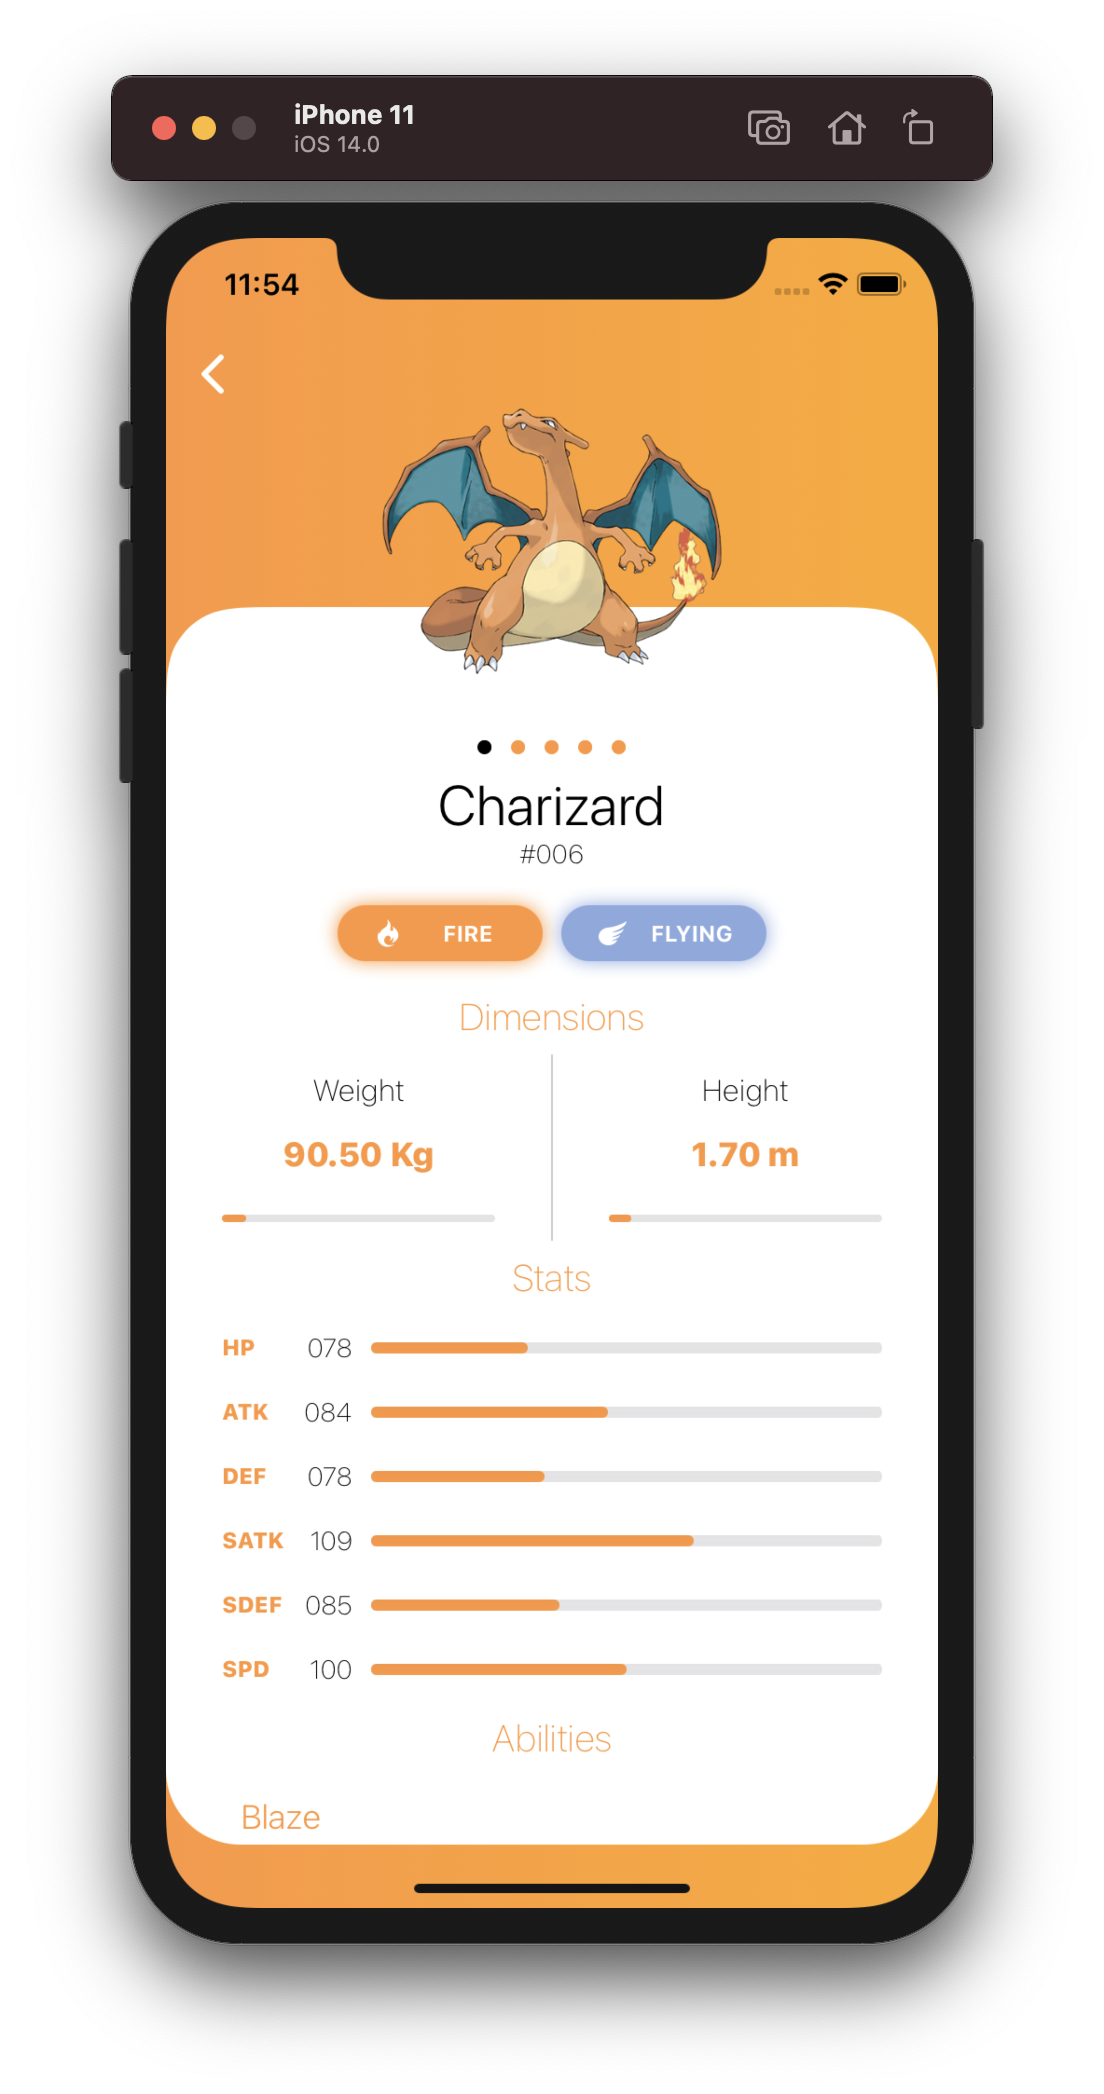 iPhone 11
iOS 14.0
11:54
Charizard
#006
FIRE FLYING
Dimensions
Weight Height
90.50 Kg 1.70 m
Stats
HP 078
ATK 084
DEF 078
SATK 109
SDEF 085
SPD 100
Abilities
Blaze